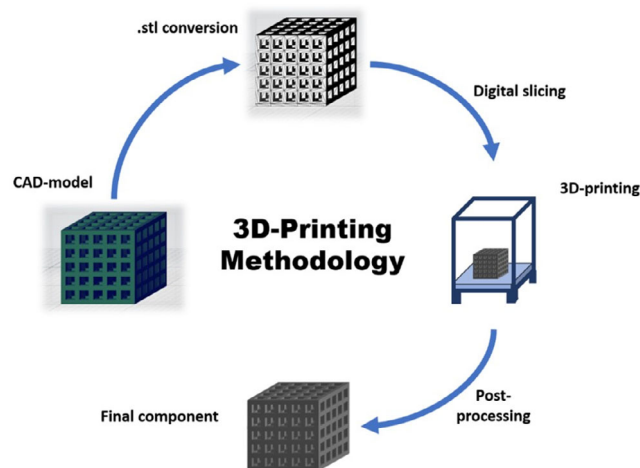 .stl conversion
Digital slicing
CAD-model
3D-printing
3D-Printing
Methodology
Final component
Post-
processing